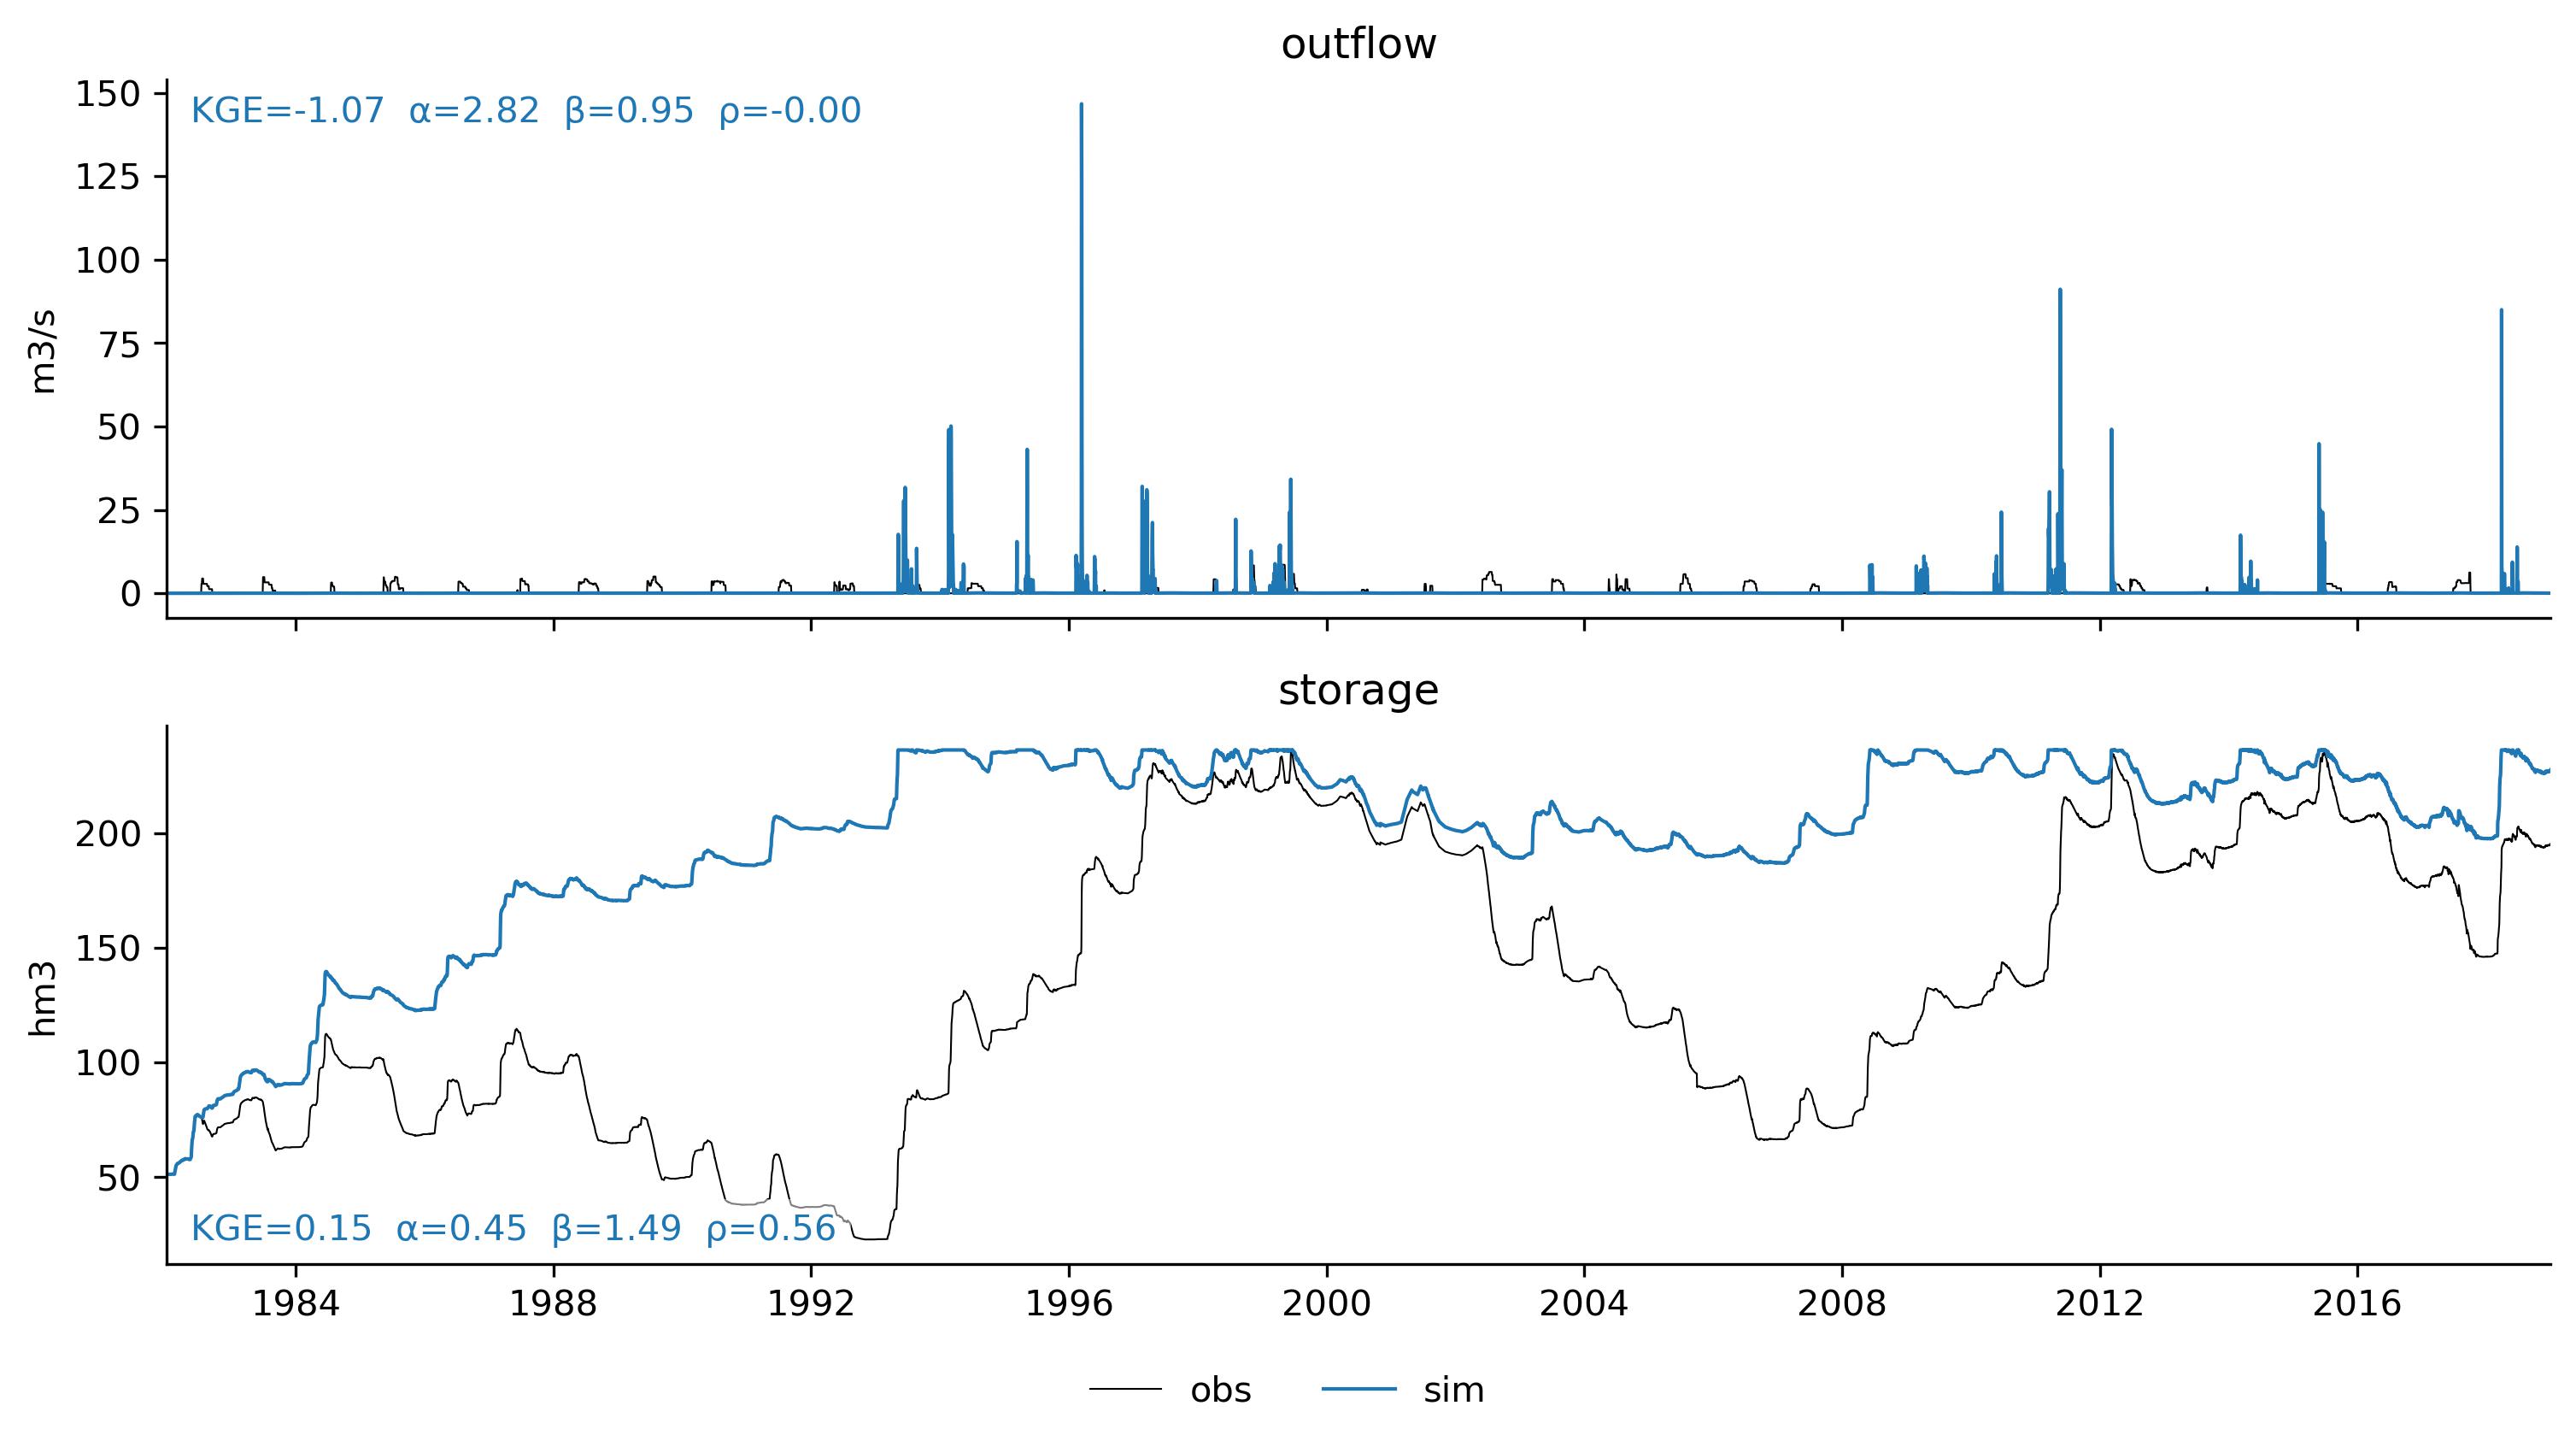 outflow
150
125
100
75
50
25
0
m3/s
KGE=-1.07 α=2.82 β=0.95 ρ=-0.00
storage
200
150
100
50
hm3
KGE=0.15 α=0.45 β=1.49 ρ=0.56
1984 1988 1992 1996 2000 2004 2008 2012 2016
obs sim